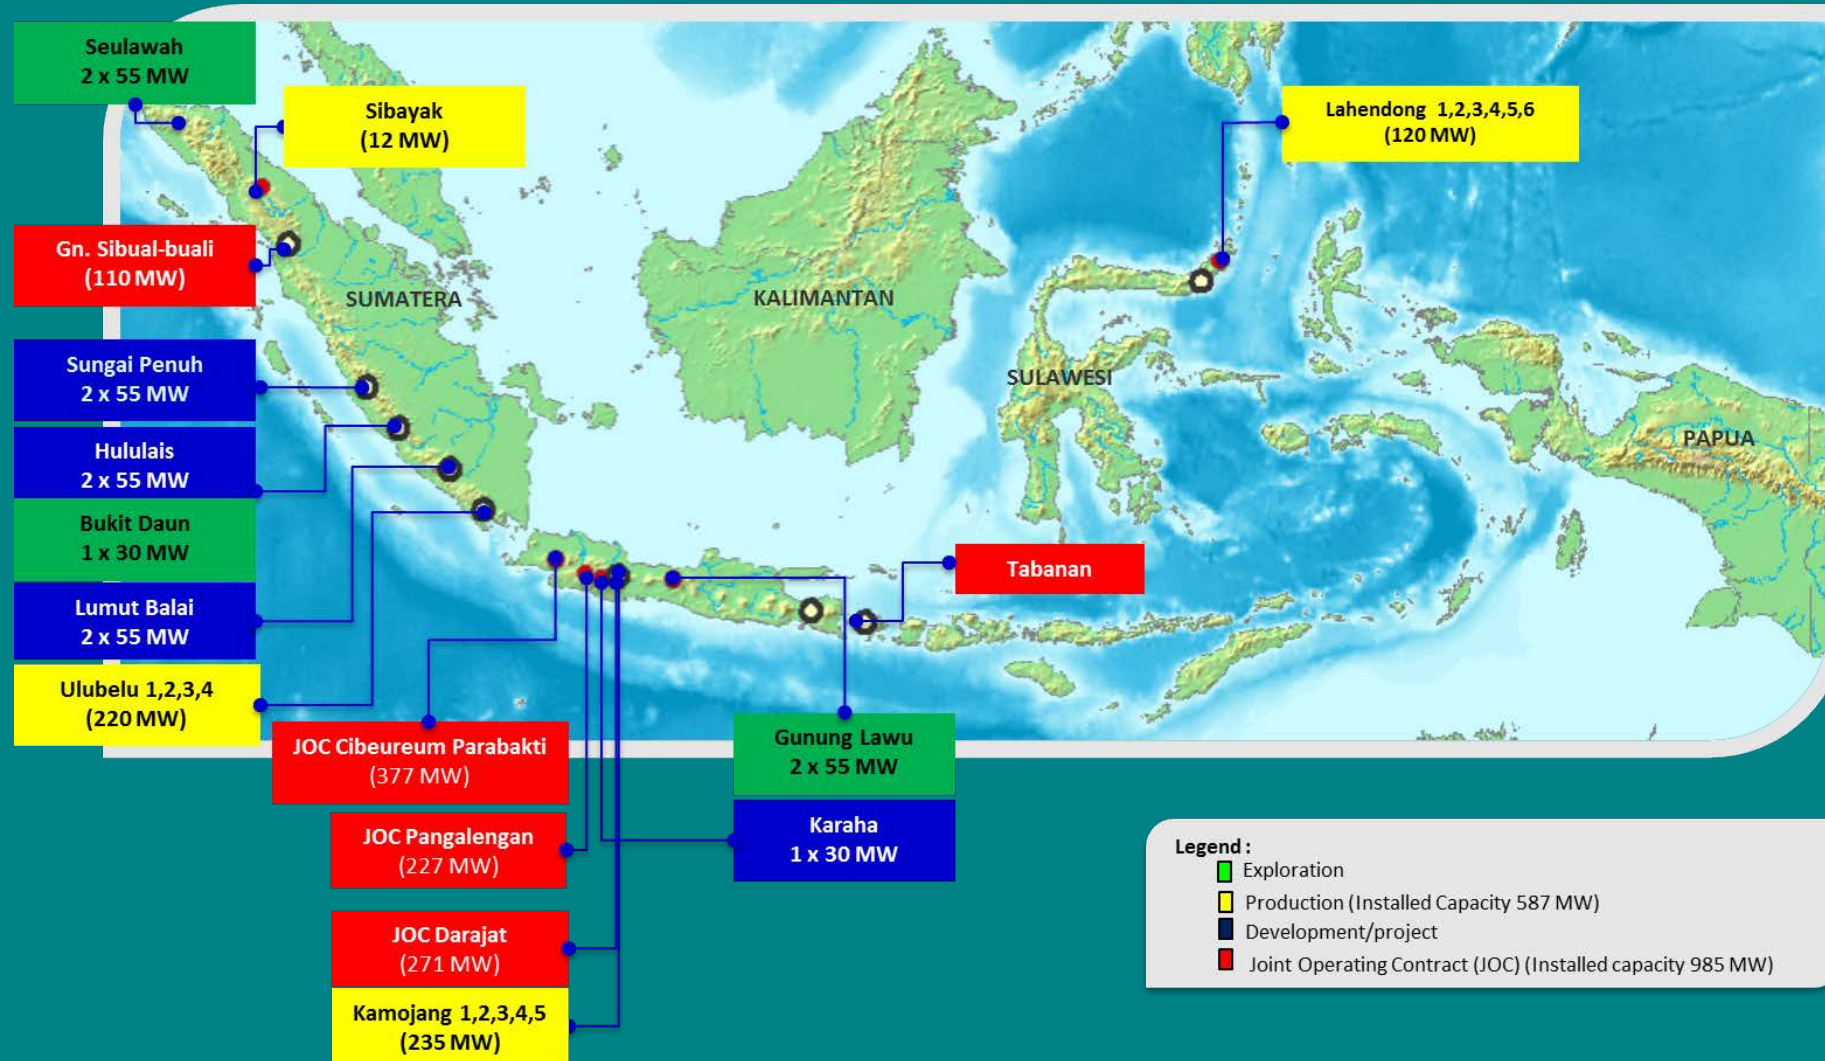 Seulawah
2 x 55 MW
Sibayak
(12 MW)
Lahendong 1,2,3,4,5,6
(120 MW)
Gn. Sibual-buali
(110 MW)
SUMATERA
KALIMANTAN
SULAWESI
PAPUA
Sungai Penuh
2 x 55 MW
Hululais
2 x 55 MW
Bukit Daun
1 x 30 MW
Lumut Balai
2 x 55 MW
Ulubelu 1,2,3,4
(220 MW)
Tabanan
JOC Cibeureum Parabakti
(377 MW)
JOC Pangalengan
(227 MW)
JOC Darajat
(271 MW)
Kamojang 1,2,3,4,5
(235 MW)
Gunung Lawu
2 x 55 MW
Karaha
1 x 30 MW
Legend :
Exploration
Production (Installed Capacity 587 MW)
Development/project
Joint Operating Contract (JOC) (Installed capacity 985 MW)